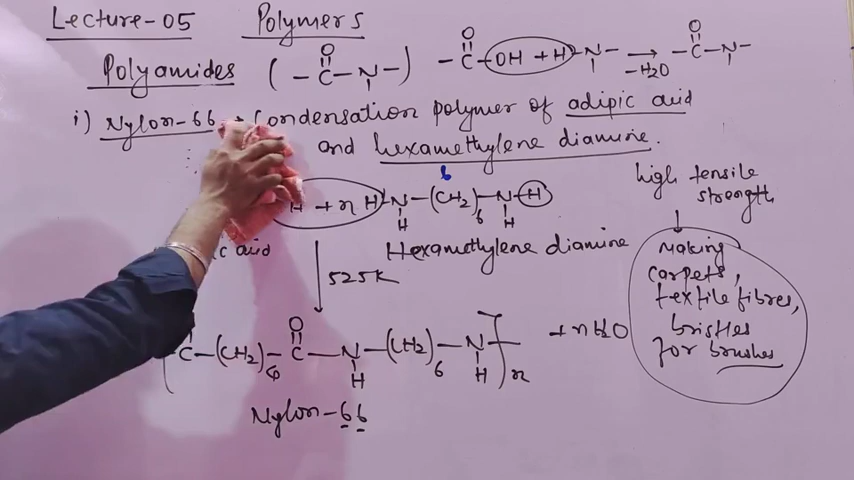 Lecture-05 Polymers
Polyamides ( -C(=O)-N- ) -C(=O)-OH + H-N- → -H2O -C(=O)-N-
i) Nylon-66 → Condensation polymer of adipic acid
and hexamethylene diamine.
high tensile
strength
6
H + n H-N-(CH2)6-N-H
H H
ic acid Hexamethylene diamine
525K
Making
carpets,
textile fibres,
bristles
for brushes
C-(CH2)4-C(=O)-N-(CH2)6-N- )n + nH2O
H H
Nylon-66